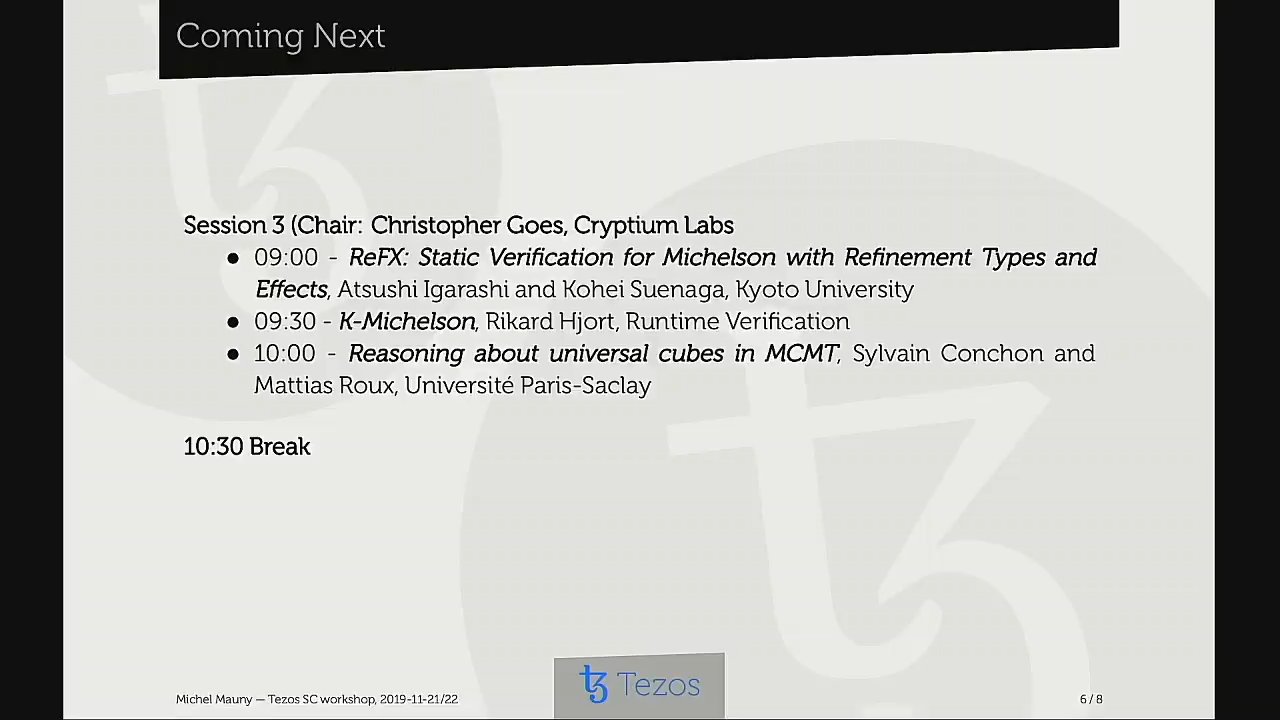 Coming Next
Session 3 (Chair: Christopher Goes, Cryptium Labs
● 09:00 - ReFX: Static Verification for Michelson with Refinement Types and
Effects, Atsushi Igarashi and Kohei Suenaga, Kyoto University
● 09:30 - K-Michelson, Rikard Hjort, Runtime Verification
● 10:00 - Reasoning about universal cubes in MCMT, Sylvain Conchon and
Mattias Roux, Université Paris-Saclay
10:30 Break
Tezos
Michel Mauny — Tezos SC workshop, 2019-11-21/22
6 / 8